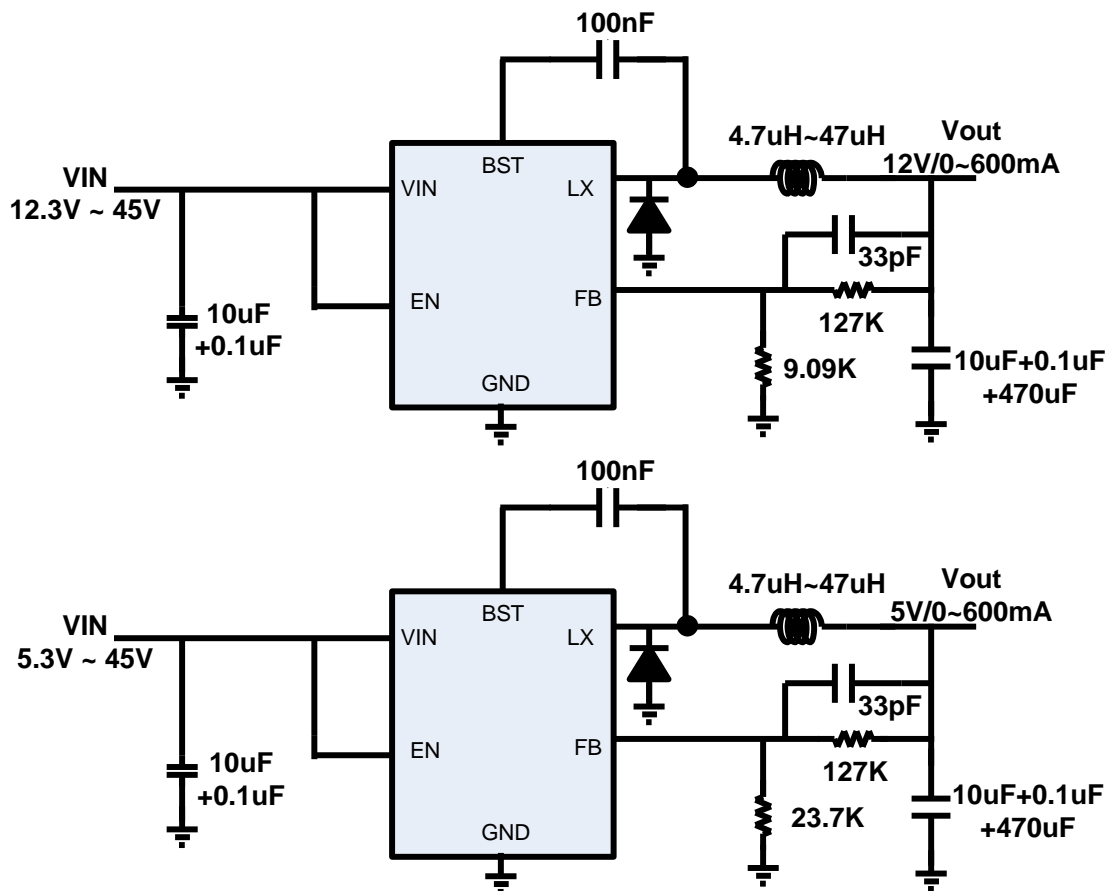 100nF
4.7uH~47uH
Vout
12V/0~600mA
VIN
12.3V ~ 45V
BST
VIN
LX
33pF
EN
FB
10uF
+0.1uF
127K
9.09K
10uF+0.1uF
+470uF
GND
100nF
4.7uH~47uH
Vout
5V/0~600mA
VIN
5.3V ~ 45V
BST
VIN
LX
33pF
EN
FB
10uF
+0.1uF
127K
23.7K
10uF+0.1uF
+470uF
GND